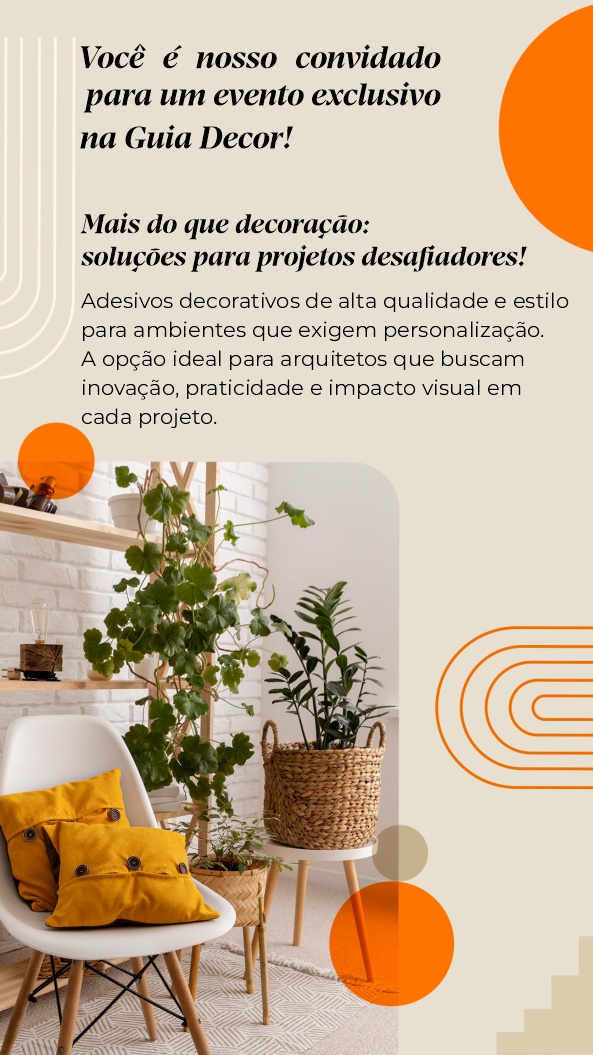 Você é nosso convidado
para um evento exclusivo
na Guia Decor!
Mais do que decoração:
soluções para projetos desafiadores!
Adesivos decorativos de alta qualidade e estilo
para ambientes que exigem personalização.
A opção ideal para arquitetos que buscam
inovação, praticidade e impacto visual em
cada projeto.